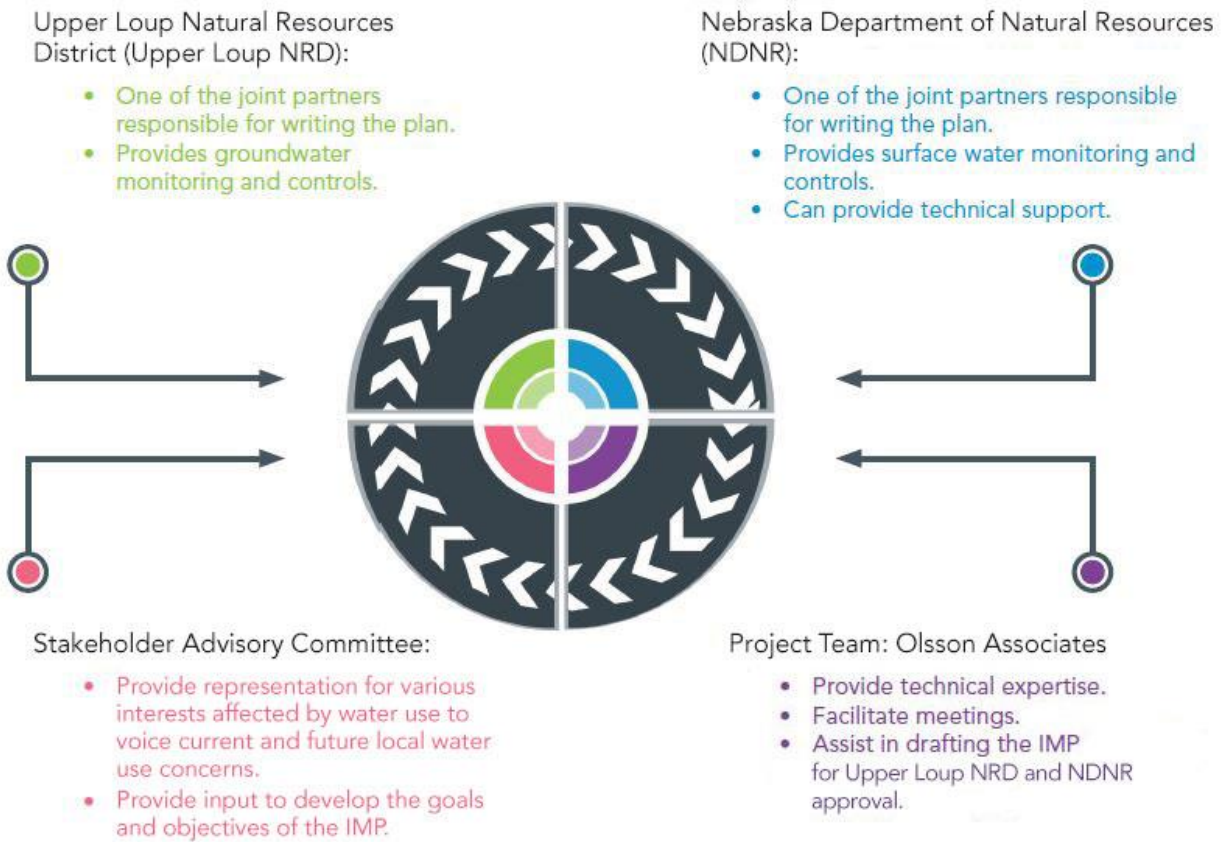 Upper Loup Natural Resources
District (Upper Loup NRD):
• One of the joint partners
responsible for writing the plan.
• Provides groundwater
monitoring and controls.
Nebraska Department of Natural Resources
(NDNR):
• One of the joint partners responsible
for writing the plan.
• Provides surface water monitoring and
controls.
• Can provide technical support.
Stakeholder Advisory Committee:
• Provide representation for various
interests affected by water use to
voice current and future local water
use concerns.
• Provide input to develop the goals
and objectives of the IMP.
Project Team: Olsson Associates
• Provide technical expertise.
• Facilitate meetings.
• Assist in drafting the IMP
for Upper Loup NRD and NDNR
approval.